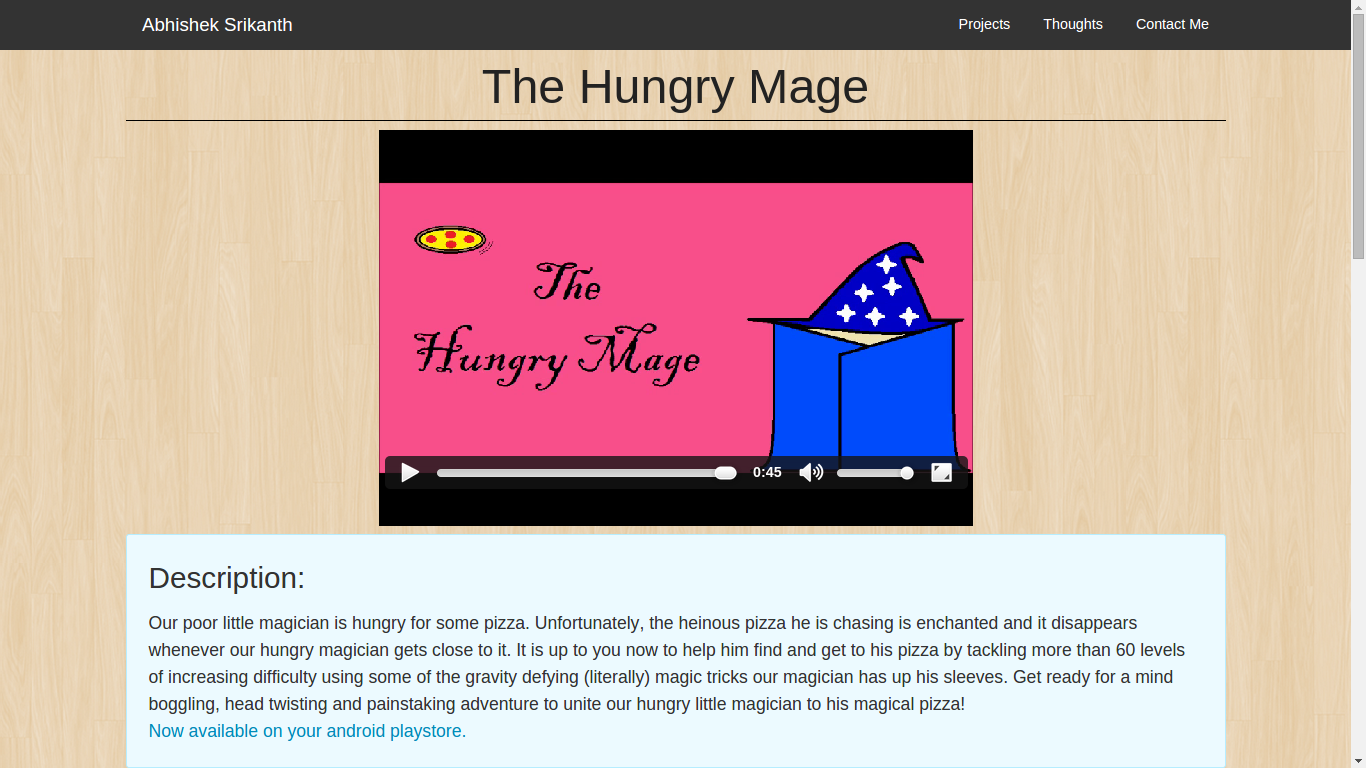 Abhishek Srikanth
Projects
Thoughts
Contact Me
The Hungry Mage
The
Hungry Mage
0:45
Description:
Our poor little magician is hungry for some pizza. Unfortunately, the heinous pizza he is chasing is enchanted and it disappears
whenever our hungry magician gets close to it. It is up to you now to help him find and get to his pizza by tackling more than 60 levels
of increasing difficulty using some of the gravity defying (literally) magic tricks our magician has up his sleeves. Get ready for a mind
boggling, head twisting and painstaking adventure to unite our hungry little magician to his magical pizza!
Now available on your android playstore.